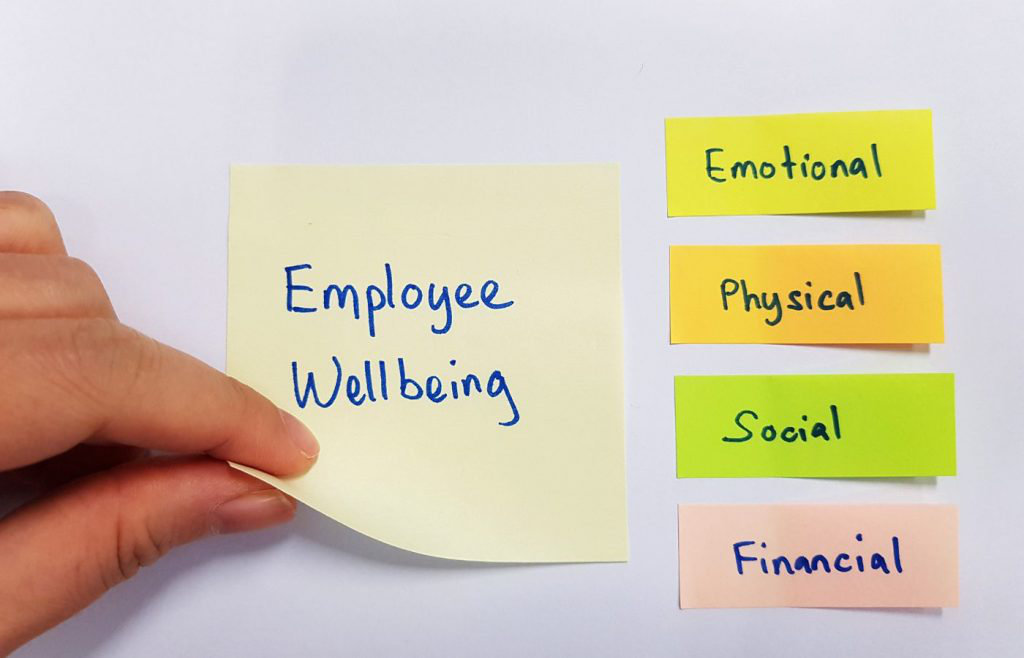 Employee
Wellbeing
Emotional
Physical
Social
Financial